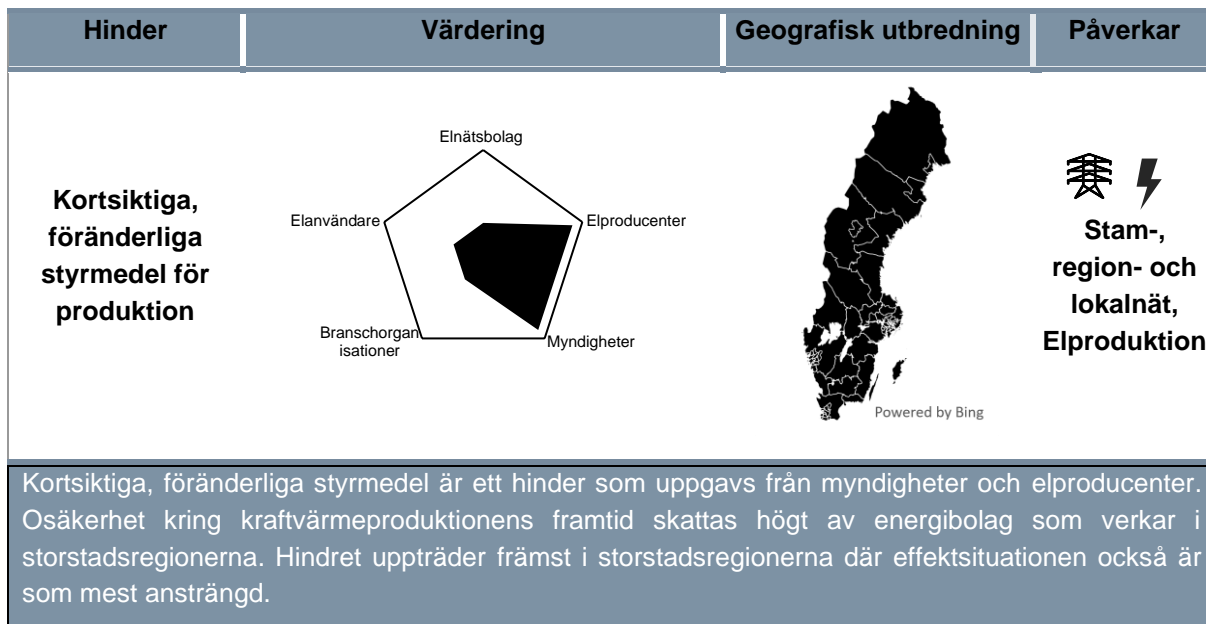 Hinder
Värdering
Geografisk utbredning
Påverkar
Kortsiktiga,
föränderliga
styrmedel för
produktion
Elnätsbolag
Elanvändare
Elproducenter
Branschorgan
isationer
Myndigheter
Powered by Bing
Stam-,
region- och
lokalnät,
Elproduktion
Kortsiktiga, föränderliga styrmedel är ett hinder som uppgavs från myndigheter och elproducenter.
Osäkerhet kring kraftvärmeproduktionens framtid skattas högt av energibolag som verkar i
storstadsregionerna. Hindret uppträder främst i storstadsregionerna där effektsituationen också är
som mest ansträngd.